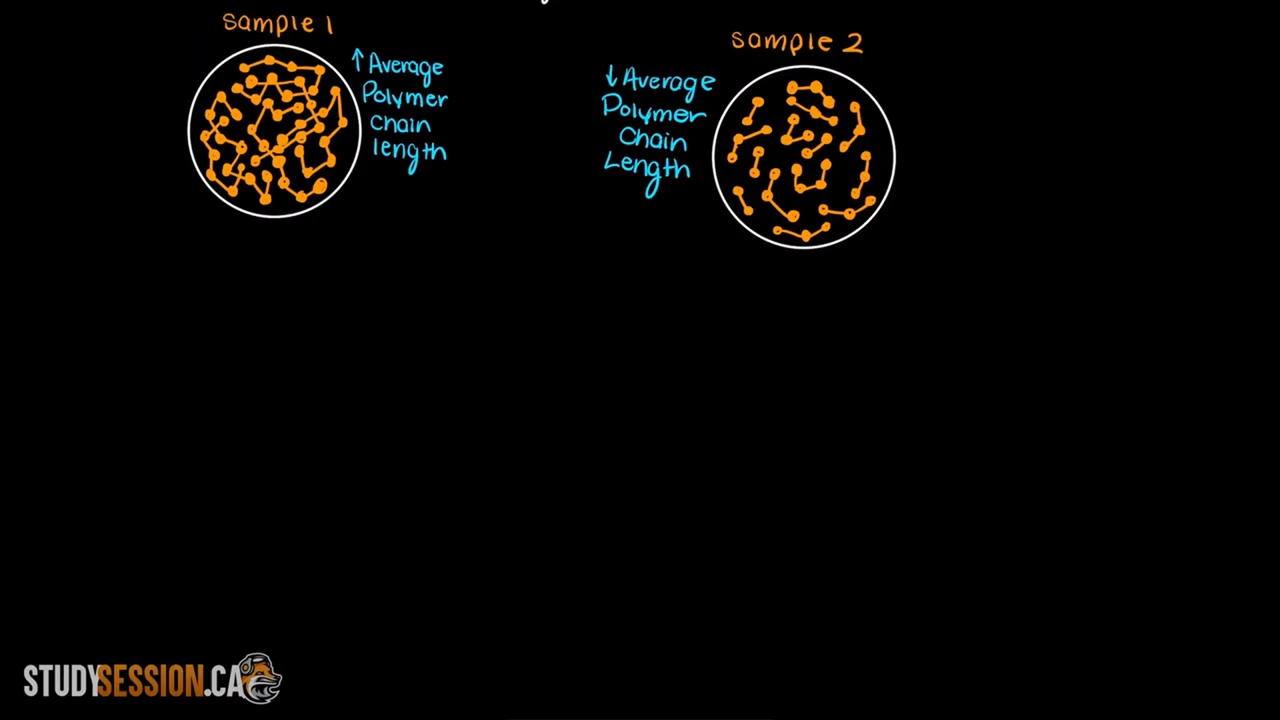 Sample 1
↑ Average
Polymer
Chain
length
Sample 2
↓ Average
Polymer
Chain
Length
STUDYSESSION.CA